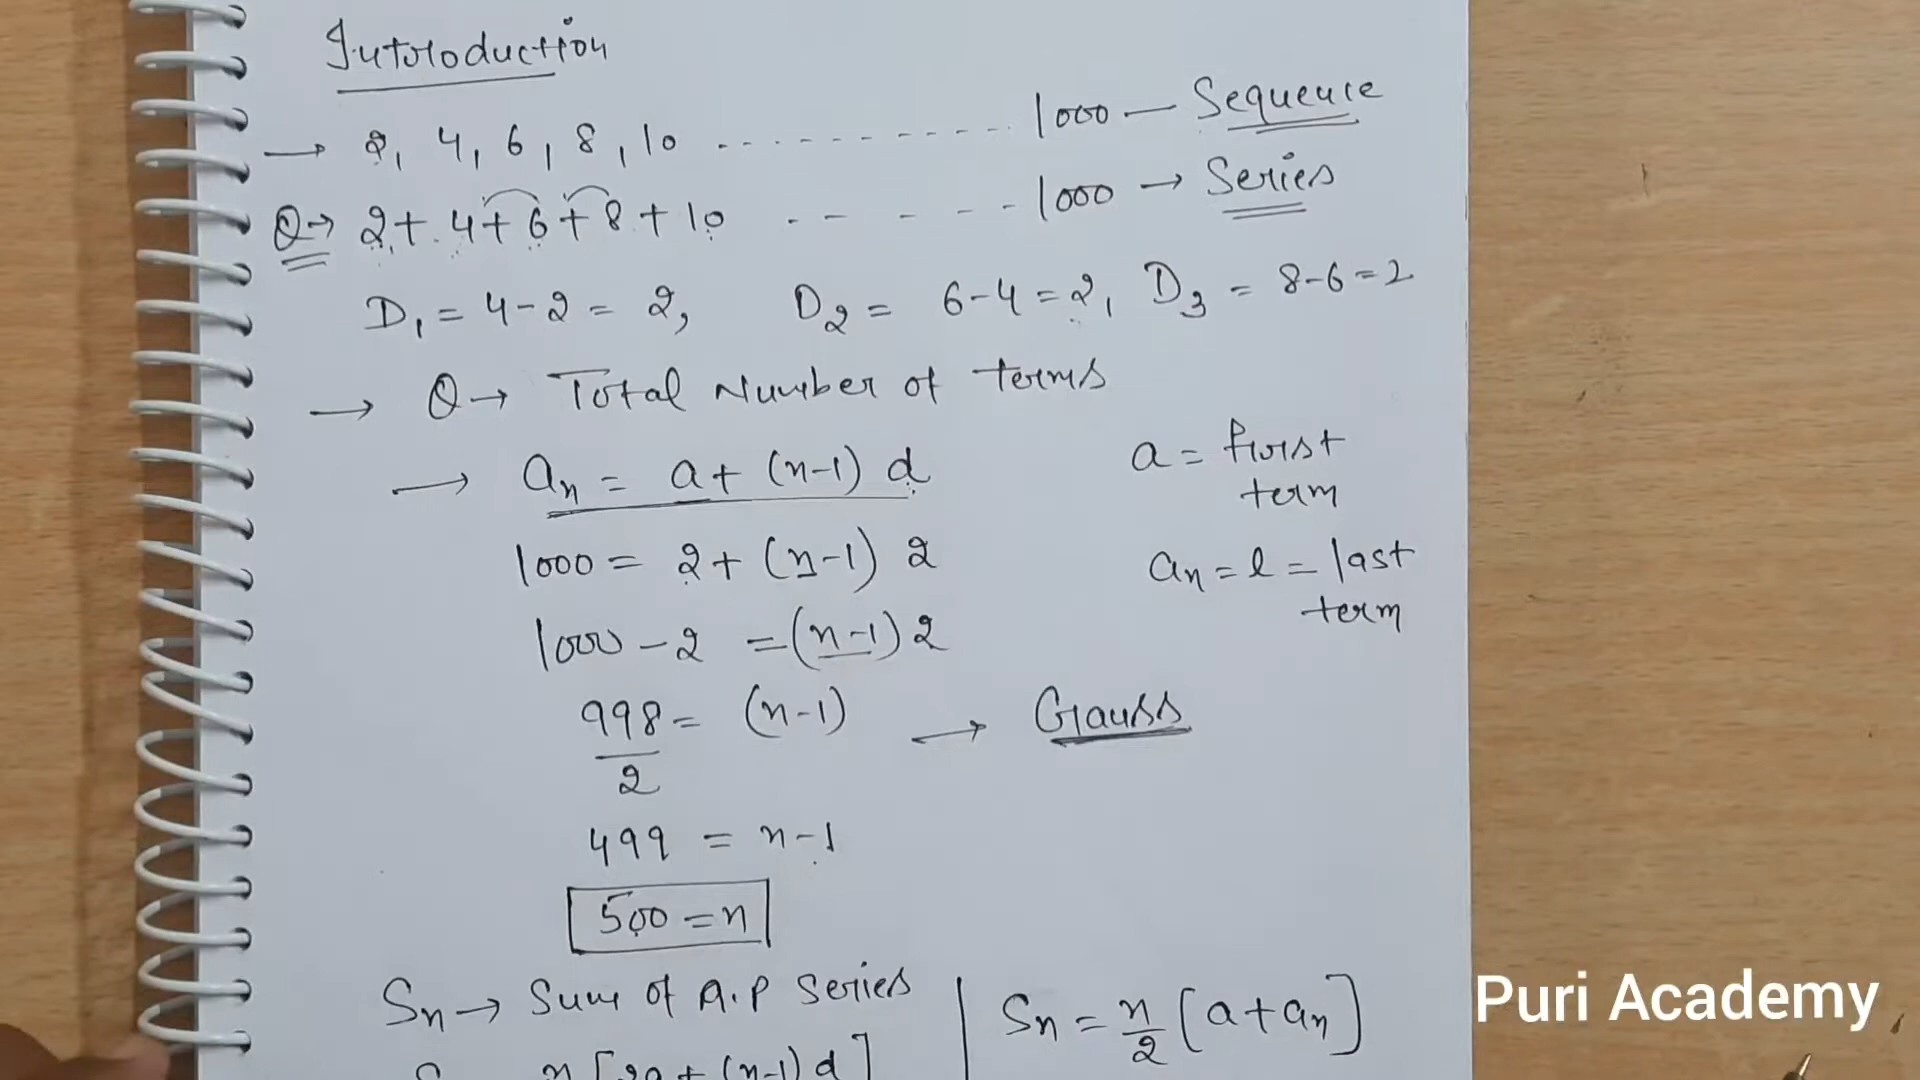 Introduction
→ 2, 4, 6, 8, 10 ---------- 1000 — Sequence
Q→ 2+ 4+6+8+10 -- --- 1000 → Series
D₁ = 4-2 = 2, D₂ = 6-4=2, D₃ = 8-6=2
→ Q→ Total Number of terms
→ aₙ = a+ (n-1) d
a = first
term
1000 = 2+ (n-1) 2
aₙ = l = last
term
1000 - 2 = (n-1) 2
998/2 = (n-1) → Gauss
499 = n-1
500 = n
Sₙ → Sum of A.P Series
Sₙ = n/2 [a+aₙ]
n [2a + (n-1) d]
Puri Academy